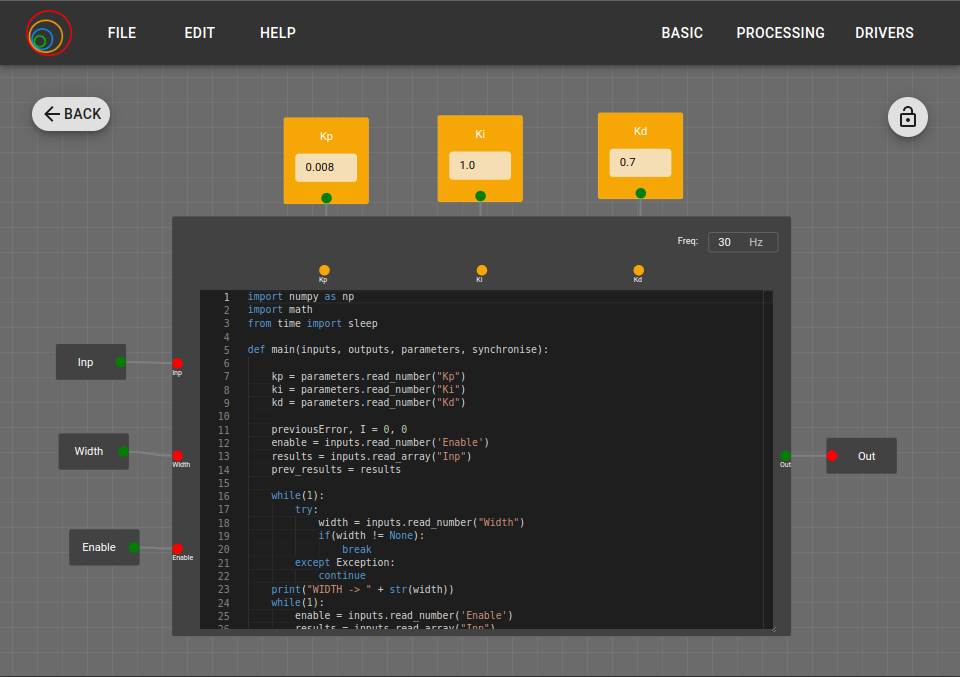 FILE EDIT HELP BASIC PROCESSING DRIVERS
BACK
Kp
0.008
Ki
1.0
Kd
0.7
Freq: 30 Hz
Kp Ki Kd
1 import numpy as np
2 import math
3 from time import sleep
4
5 def main(inputs, outputs, parameters, synchronise):
6
7     kp = parameters.read_number("Kp")
8     ki = parameters.read_number("Ki")
9     kd = parameters.read_number("Kd")
10
11     previousError, I = 0, 0
12     enable = inputs.read_number('Enable')
13     results = inputs.read_array("Inp")
14     prev_results = results
15
16     while(1):
17         try:
18             width = inputs.read_number("Width")
19             if(width != None):
20                 break
21         except Exception:
22             continue
23     print("WIDTH -> " + str(width))
24     while(1):
25         enable = inputs.read_number('Enable')
26         results = inputs.read_array("Inp")
Inp
Inp
Width
Width
Enable
Enable
Out
Out